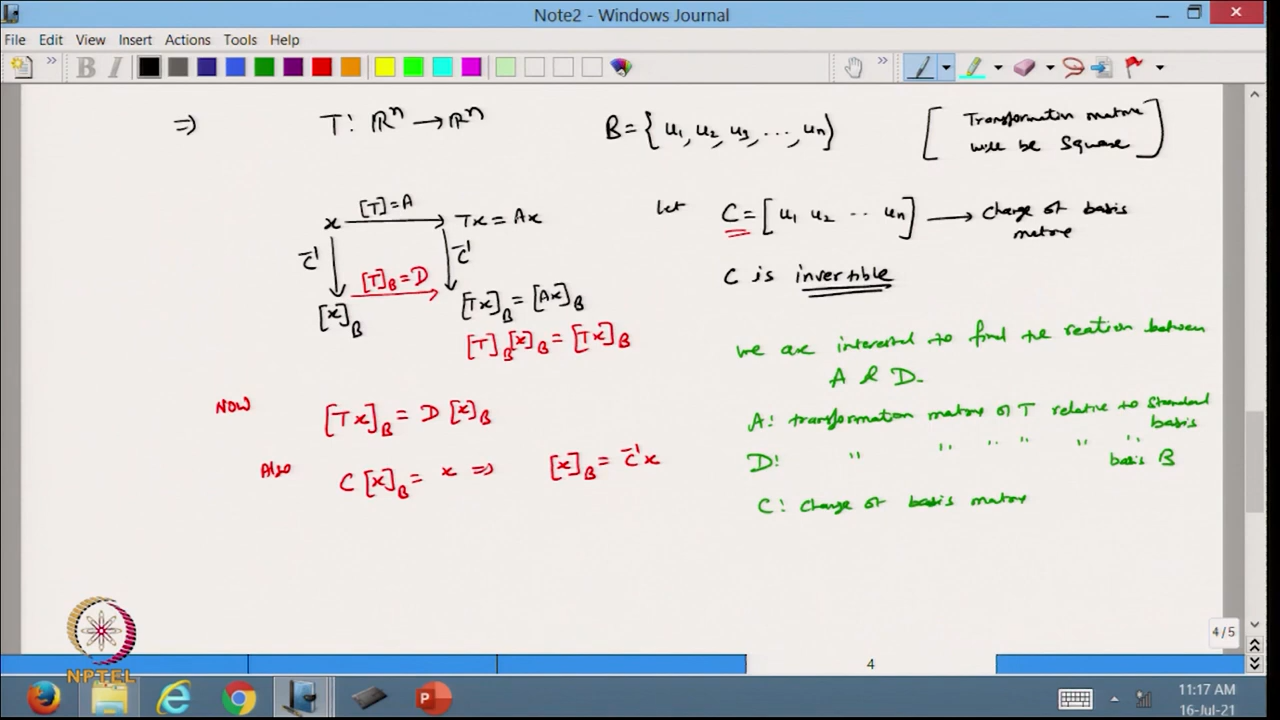 Note2 - Windows Journal
File Edit View Insert Actions Tools Help
⇒ T: ℝⁿ → ℝⁿ B = {u₁, u₂, u₃, ..., uₙ} [Transformation matrix
will be Square]
x [T]=A Tx = Ax
C⁻¹ C⁻¹
[T]_B = D
[x]_B [Tx]_B = [Ax]_B
[T]_B [x]_B = [Tx]_B
let C = [u₁ u₂ ·· uₙ] → change of basis
matrix
C is invertible
we are interested to find the reation between
A & D.
Now [Tx]_B = D [x]_B
Also C [x]_B = x ⇒ [x]_B = C⁻¹x
A: transformation matrix of T relative to standard
basis
D: " " " " " "
basis B
C: change of basis matrix
NPTEL
4/5
4
11:17 AM
16-Jul-21